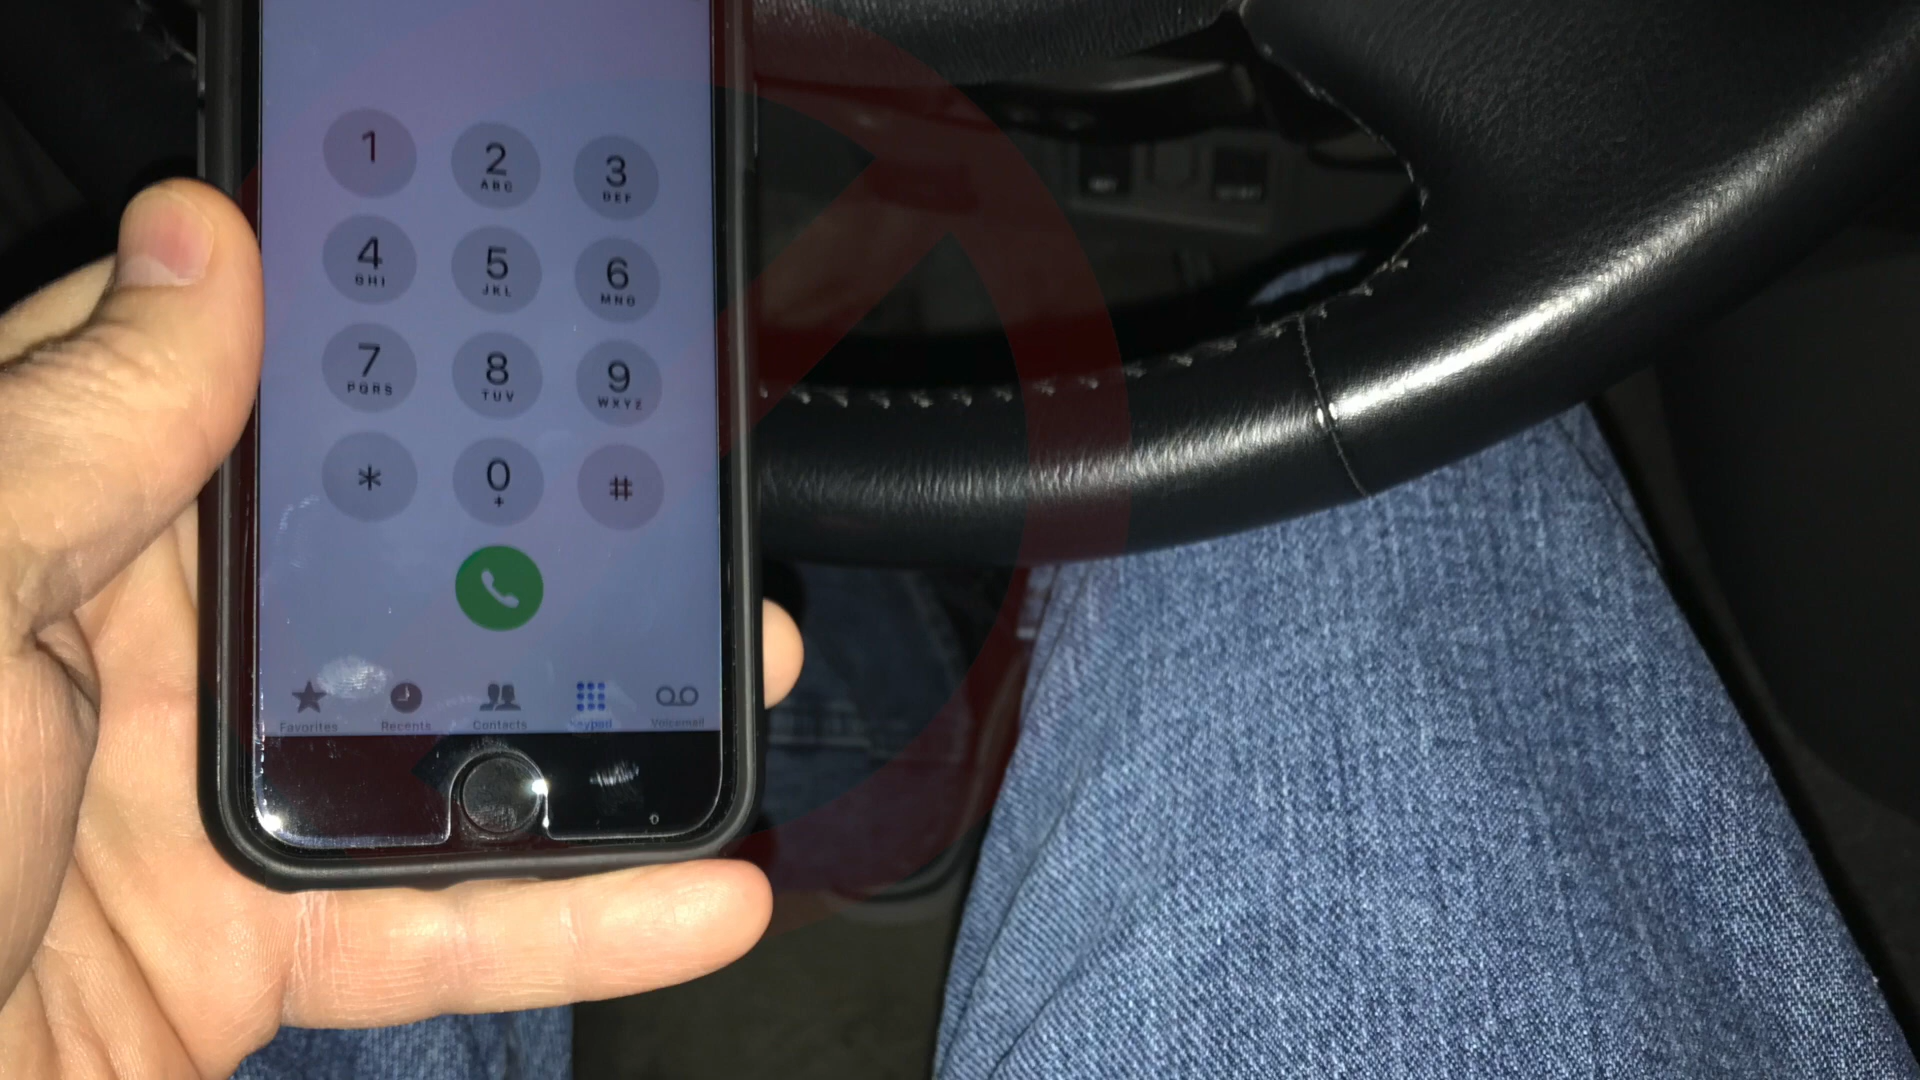 1
2
ABC
3
DEF
4
GHI
5
JKL
6
MNO
7
PQRS
8
TUV
9
WXYZ
*
0
+
#
Favorites
Recents
Contacts
Keypad
Voicemail